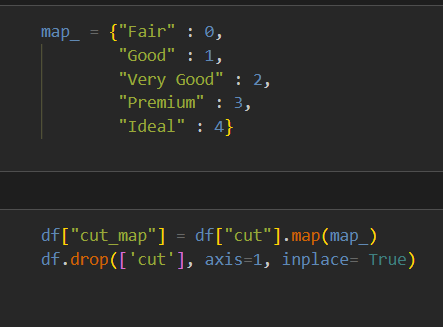 map_ = {"Fair" : 0,
"Good" : 1,
"Very Good" : 2,
"Premium" : 3,
"Ideal" : 4}
df["cut_map"] = df["cut"].map(map_)
df.drop(['cut'], axis=1, inplace= True)